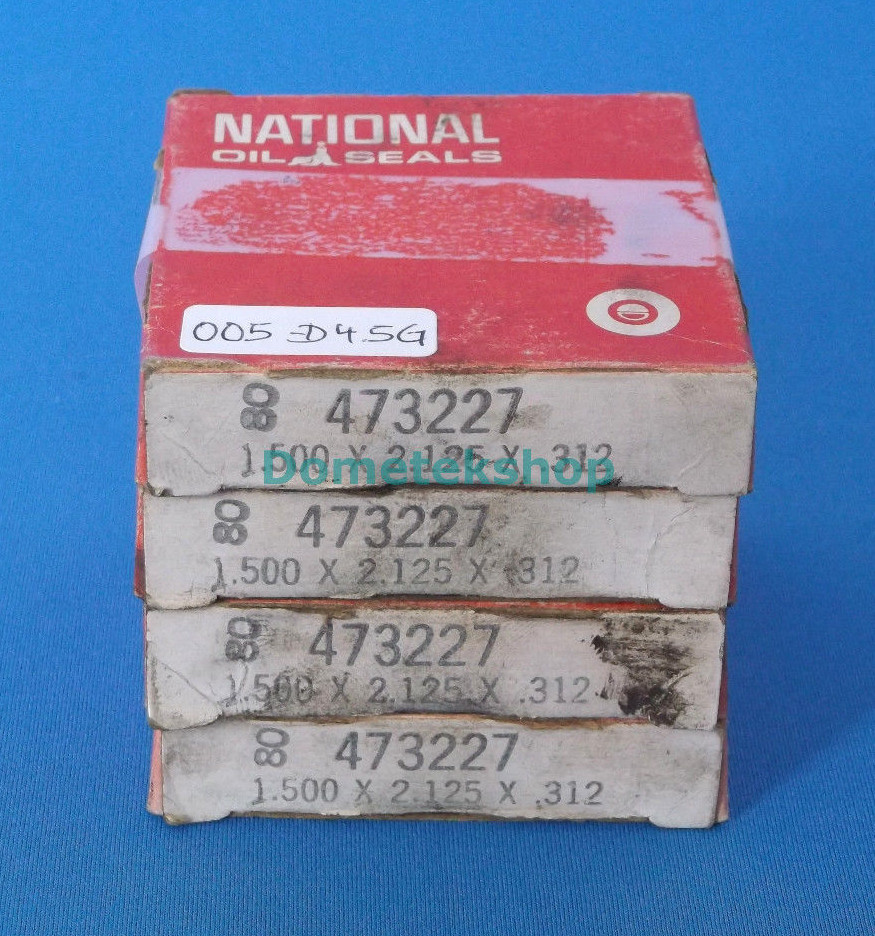 NATIONAL
OIL SEALS
005 D45G
80 473227
1.500 X 2.125 X .312
Dometekshop
80 473227
1.500 X 2.125 X .312
80 473227
1.500 X 2.125 X .312
80 473227
1.500 X 2.125 X .312